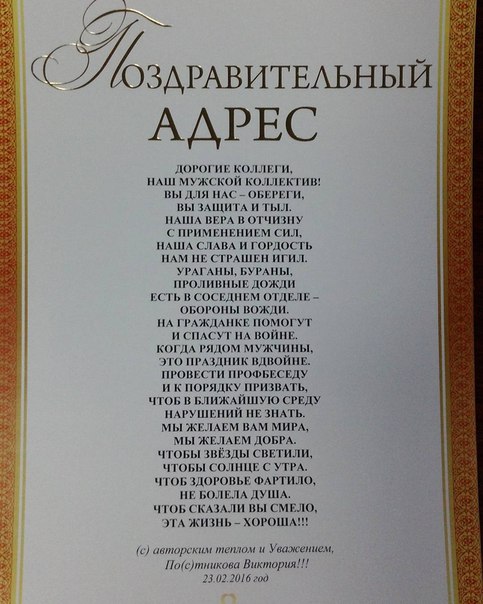 ПОЗДРАВИТЕЛЬНЫЙ
АДРЕС
ДОРОГИЕ КОЛЛЕГИ,
НАШ МУЖСКОЙ КОЛЛЕКТИВ!
ВЫ ДЛЯ НАС – ОБЕРЕГИ,
ВЫ ЗАЩИТА И ТЫЛ.
НАША ВЕРА В ОТЧИЗНУ
С ПРИМЕНЕНИЕМ СИЛ,
НАША СЛАВА И ГОРДОСТЬ
НАМ НЕ СТРАШЕН ИГИЛ.
УРАГАНЫ, БУРАНЫ,
ПРОЛИВНЫЕ ДОЖДИ
ЕСТЬ В СОСЕДНЕМ ОТДЕЛЕ –
ОБОРОНЫ ВОЖДИ.
НА ГРАЖДАНКЕ ПОМОГУТ
И СПАСУТ НА ВОЙНЕ.
КОГДА РЯДОМ МУЖЧИНЫ,
ЭТО ПРАЗДНИК ВДВОЙНЕ.
ПРОВЕСТИ ПРОФБЕСЕДУ
И К ПОРЯДКУ ПРИЗВАТЬ,
ЧТОБ В БЛИЖАЙШУЮ СРЕДУ
НАРУШЕНИЙ НЕ ЗНАТЬ.
МЫ ЖЕЛАЕМ ВАМ МИРА,
МЫ ЖЕЛАЕМ ДОБРА.
ЧТОБЫ ЗВЁЗДЫ СВЕТИЛИ,
ЧТОБЫ СОЛНЦЕ С УТРА.
ЧТОБ ЗДОРОВЬЕ ФАРТИЛО,
НЕ БОЛЕЛА ДУША.
ЧТОБ СКАЗАЛИ ВЫ СМЕЛО,
ЭТА ЖИЗНЬ – ХОРОША!!!
(с) авторским теплом и Уважением,
По(с)тникова Виктория!!!
23.02.2016 год